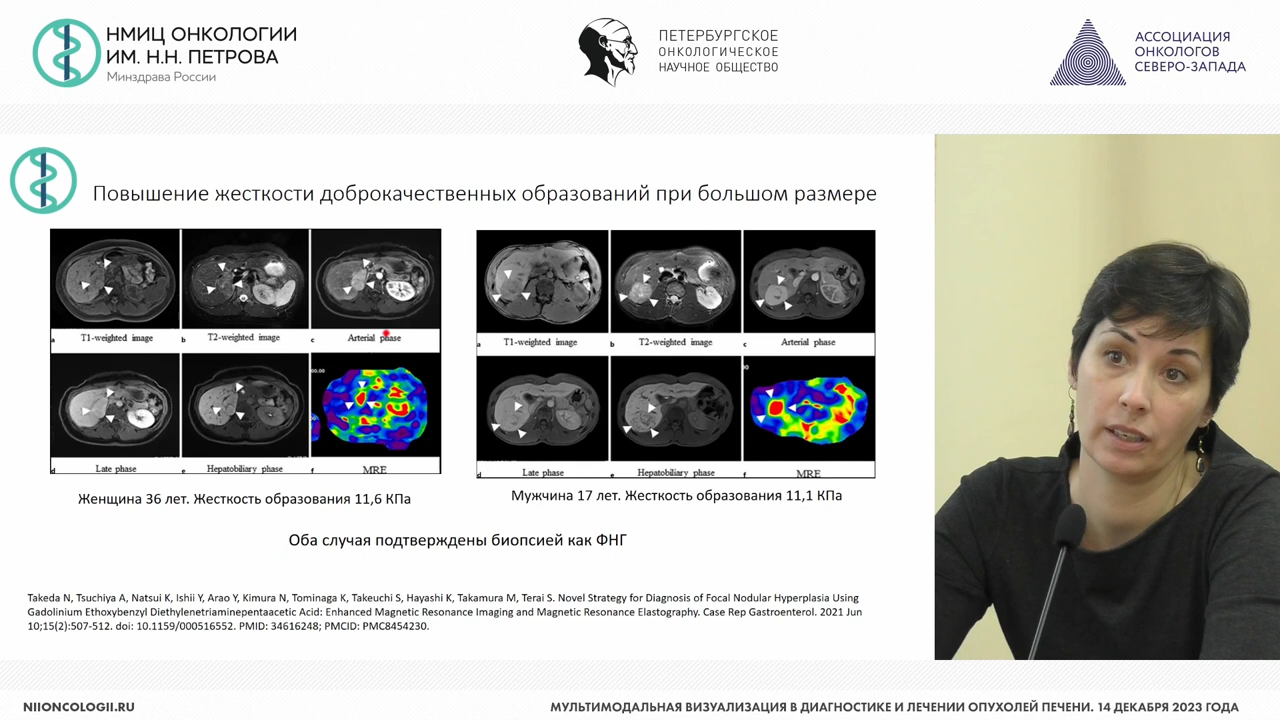 НМИЦ ОНКОЛОГИИ
ИМ. Н.Н. ПЕТРОВА
Минздрава России
ПЕТЕРБУРГСКОЕ
ОНКОЛОГИЧЕСКОЕ
НАУЧНОЕ ОБЩЕСТВО
АССОЦИАЦИЯ
ОНКОЛОГОВ
СЕВЕРО-ЗАПАДА
Повышение жесткости доброкачественных образований при большом размере
a T1-weighted image b T2-weighted image c Arterial phase
d Late phase e Hepatobiliary phase f MRE
Женщина 36 лет. Жесткость образования 11,6 КПа
a T1-weighted image b T2-weighted image c Arterial phase
d Late phase e Hepatobiliary phase f MRE
Мужчина 17 лет. Жесткость образования 11,1 КПа
Оба случая подтверждены биопсией как ФНГ
Takeda N, Tsuchiya A, Natsui K, Ishii Y, Arao Y, Kimura N, Tominaga K, Takeuchi S, Hayashi K, Takamura M, Terai S. Novel Strategy for Diagnosis of Focal Nodular Hyperplasia Using
Gadolinium Ethoxybenzyl Diethylenetriaminepentaacetic Acid: Enhanced Magnetic Resonance Imaging and Magnetic Resonance Elastography. Case Rep Gastroenterol. 2021 Jun
10;15(2):507-512. doi: 10.1159/000516552. PMID: 34616248; PMCID: PMC8454230.
NIIONCOLOGII.RU
МУЛЬТИМОДАЛЬНАЯ ВИЗУАЛИЗАЦИЯ В ДИАГНОСТИКЕ И ЛЕЧЕНИИ ОПУХОЛЕЙ ПЕЧЕНИ. 14 ДЕКАБРЯ 2023 ГОДА